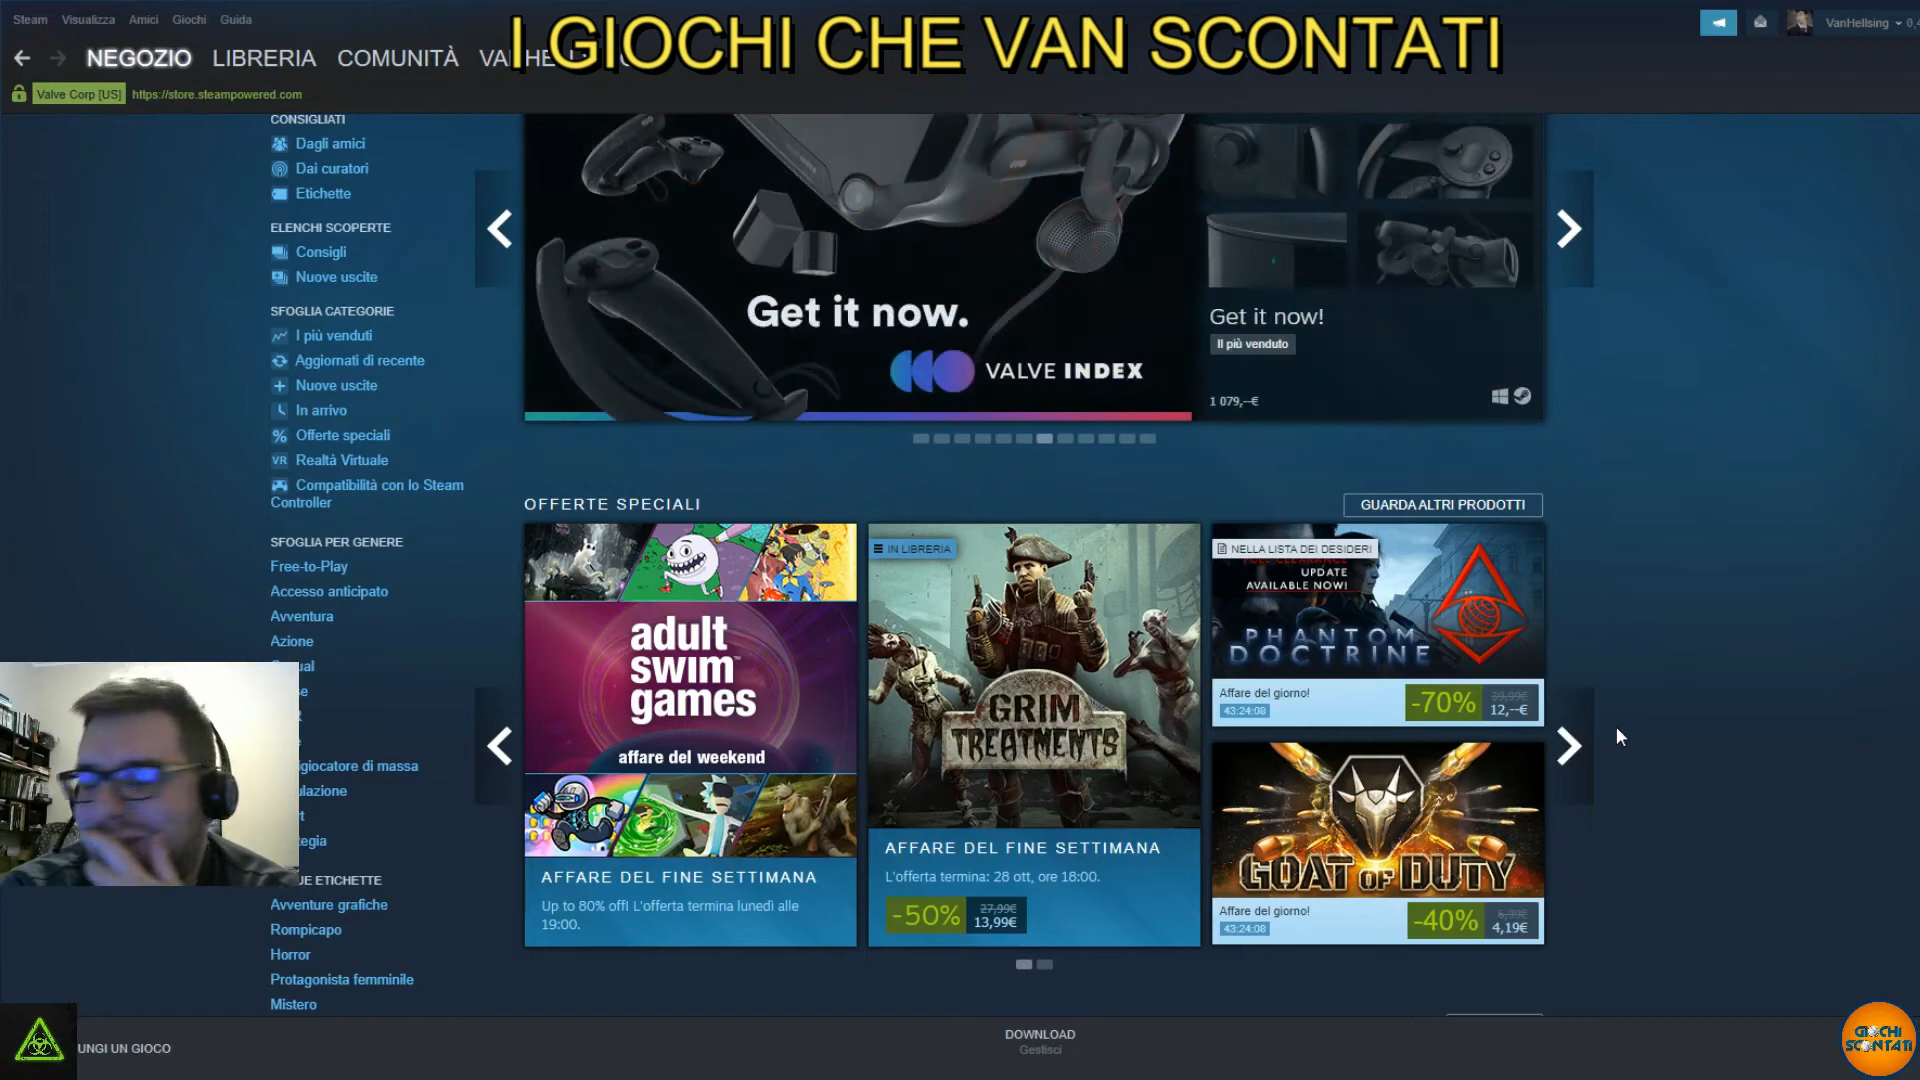 Steam Visualizza Amici Giochi Guida
I GIOCHI CHE VAN SCONTATI
VanHellsing
NEGOZIO LIBRERIA COMUNITÀ
Valve Corp [US] https://store.steampowered.com
CONSIGLIATI
Dagli amici
Dai curatori
Etichette
ELENCHI SCOPERTE
Consigli
Nuove uscite
SFOGLIA CATEGORIE
I più venduti
Aggiornati di recente
Nuove uscite
In arrivo
Offerte speciali
VR Realtà Virtuale
Compatibilità con lo Steam
Controller
SFOGLIA PER GENERE
Free-to-Play
Accesso anticipato
Avventura
Azione
giocatore di massa
Avventure grafiche
Rompicapo
Horror
Protagonista femminile
Mistero
Get it now.
VALVE INDEX
Get it now!
Il più venduto
1 079,--€
OFFERTE SPECIALI
GUARDA ALTRI PRODOTTI
adult
swim
games
affare del weekend
AFFARE DEL FINE SETTIMANA
Up to 80% off! L'offerta termina lunedì alle
19:00.
IN LIBRERIA
GRIM
TREATMENTS
AFFARE DEL FINE SETTIMANA
L'offerta termina: 28 ott, ore 18:00.
-50% 27,99€
13,99€
NELLA LISTA DEI DESIDERI
UPDATE
AVAILABLE NOW!
PHANTOM
DOCTRINE
Affare del giorno!
43:24:08
-70% 39,99€
12,--€
GOAT OF DUTY
Affare del giorno!
43:24:08
-40% 6,99€
4,19€
UNGI UN GIOCO
DOWNLOAD
Gestisci
GIOCHI
SCONTATI